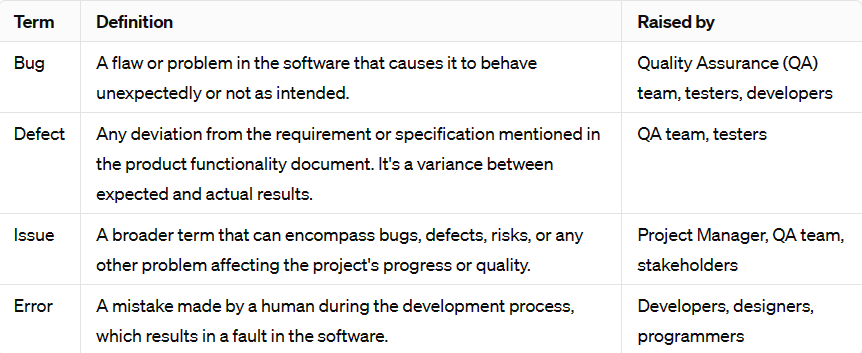 Term Definition Raised by
Bug A flaw or problem in the software that causes it to behave Quality Assurance (QA)
unexpectedly or not as intended. team, testers, developers
Defect Any deviation from the requirement or specification mentioned in QA team, testers
the product functionality document. It's a variance between
expected and actual results.
Issue A broader term that can encompass bugs, defects, risks, or any Project Manager, QA team,
other problem affecting the project's progress or quality. stakeholders
Error A mistake made by a human during the development process, Developers, designers,
which results in a fault in the software. programmers